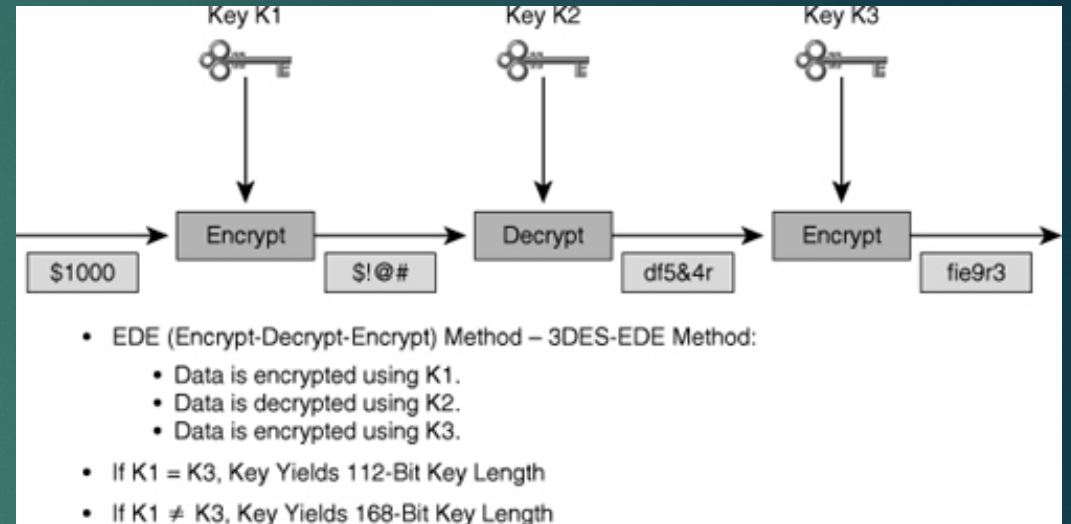 Key K1 Key K2 Key K3
Encrypt Decrypt Encrypt
$1000 $!@# df5&4r fie9r3
• EDE (Encrypt-Decrypt-Encrypt) Method – 3DES-EDE Method:
• Data is encrypted using K1.
• Data is decrypted using K2.
• Data is encrypted using K3.
• If K1 = K3, Key Yields 112-Bit Key Length
• If K1 ≠ K3, Key Yields 168-Bit Key Length